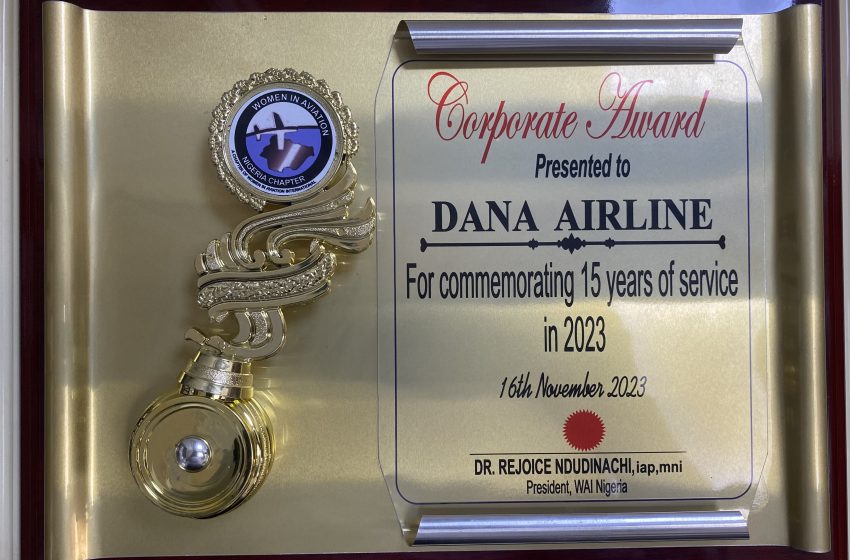 WOMEN IN AVIATION
NIGERIA CHAPTER
Corporate Award
Presented to
DANA AIRLINE
For commemorating 15 years of service
in 2023
16th November 2023
DR. REJOICE NDUDINACHI, iap,mni
President, WAI Nigeria